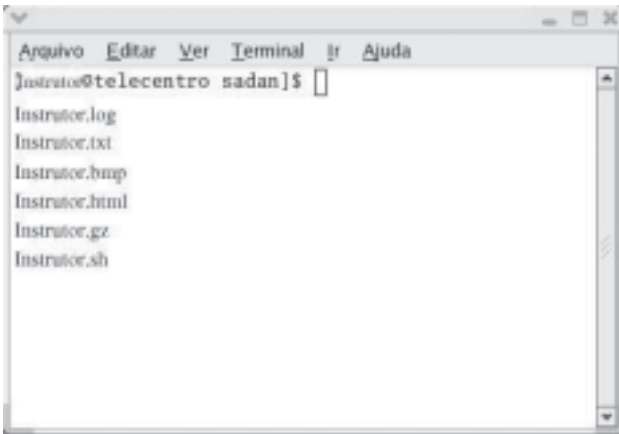 Arquivo Editar Ver Terminal Ir Ajuda
Instrutor@telecentro sadan]$
Instrutor.log
Instrutor.txt
Instrutor.bmp
Instrutor.html
Instrutor.gz
Instrutor.sh